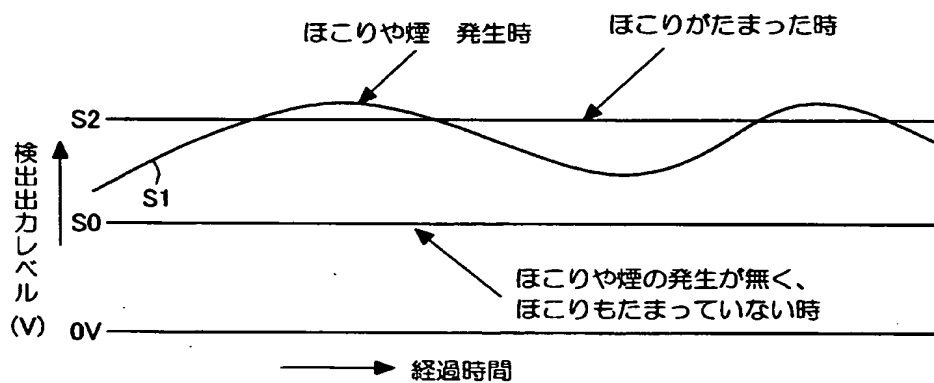 ほこりや煙 発生時
ほこりがたまった時
S2
検出出力レベル(V)
S1
S0
ほこりや煙の発生が無く、
ほこりもたまっていない時
0V
経過時間